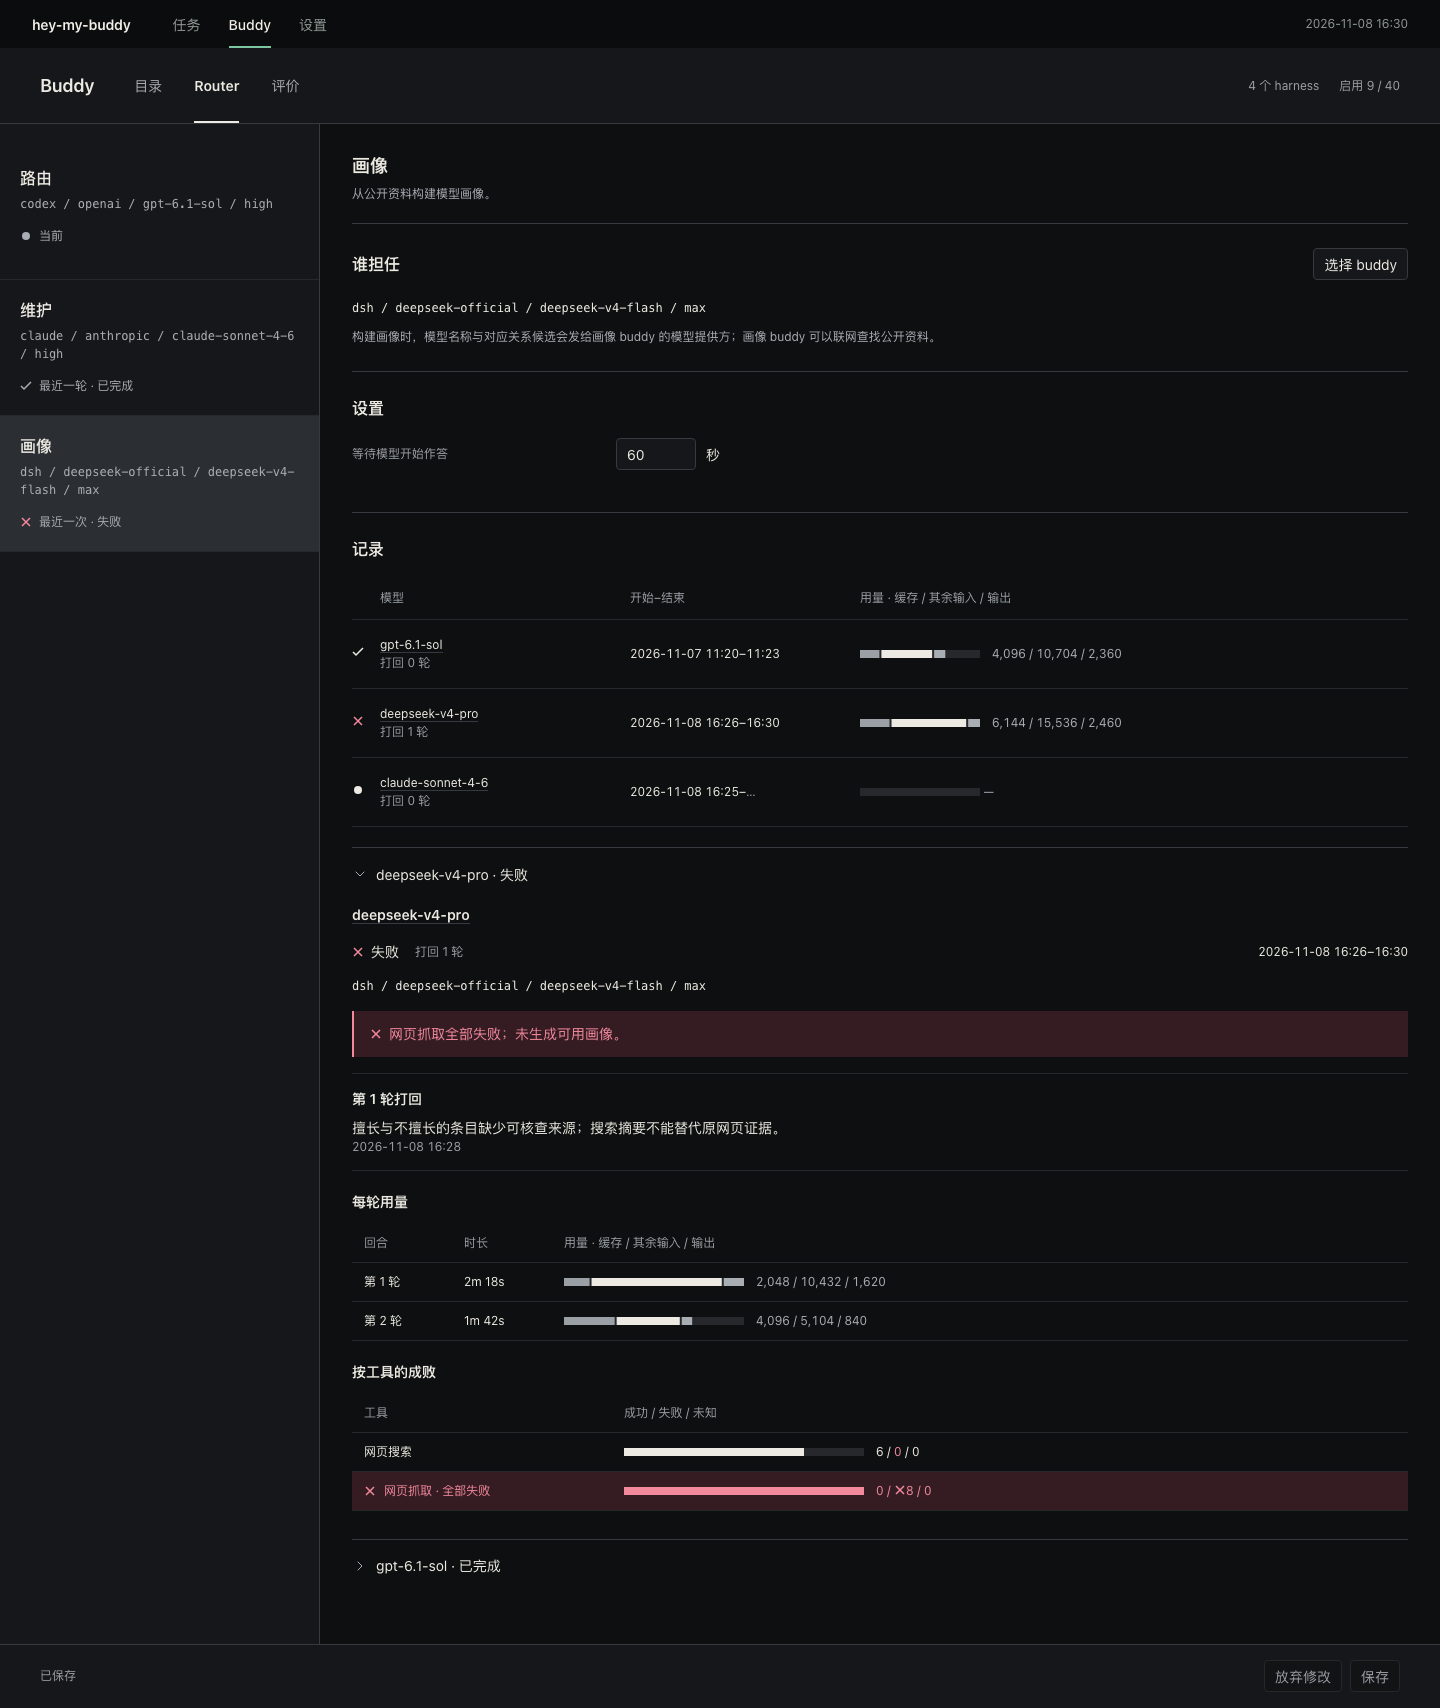 hey-my-buddy 任务 Buddy 设置 2026-11-08 16:30
Buddy 目录 Router 评价 4 个 harness 启用 9 / 40
路由
codex / openai / gpt-6.1-sol / high
当前
维护
claude / anthropic / claude-sonnet-4-6
/ high
最近一轮 · 已完成
画像
dsh / deepseek-official / deepseek-v4-
flash / max
最近一次 · 失败
画像
从公开资料构建模型画像。
谁担任 选择 buddy
dsh / deepseek-official / deepseek-v4-flash / max
构建画像时，模型名称与对应关系候选会发给画像 buddy 的模型提供方；画像 buddy 可以联网查找公开资料。
设置
等待模型开始作答 60 秒
记录
模型 开始–结束 用量 · 缓存 / 其余输入 / 输出
gpt-6.1-sol
打回 0 轮
2026-11-07 11:20–11:23 4,096 / 10,704 / 2,360
deepseek-v4-pro
打回 1 轮
2026-11-08 16:26–16:30 6,144 / 15,536 / 2,460
claude-sonnet-4-6
打回 0 轮
2026-11-08 16:25–… —
deepseek-v4-pro · 失败
deepseek-v4-pro
失败 打回 1 轮 2026-11-08 16:26–16:30
dsh / deepseek-official / deepseek-v4-flash / max
网页抓取全部失败；未生成可用画像。
第 1 轮打回
擅长与不擅长的条目缺少可核查来源；搜索摘要不能替代原网页证据。
2026-11-08 16:28
每轮用量
回合 时长 用量 · 缓存 / 其余输入 / 输出
第 1 轮 2m 18s 2,048 / 10,432 / 1,620
第 2 轮 1m 42s 4,096 / 5,104 / 840
按工具的成败
工具 成功 / 失败 / 未知
网页搜索 6 / 0 / 0
网页抓取 · 全部失败 0 / ✕8 / 0
gpt-6.1-sol · 已完成
已保存 放弃修改 保存